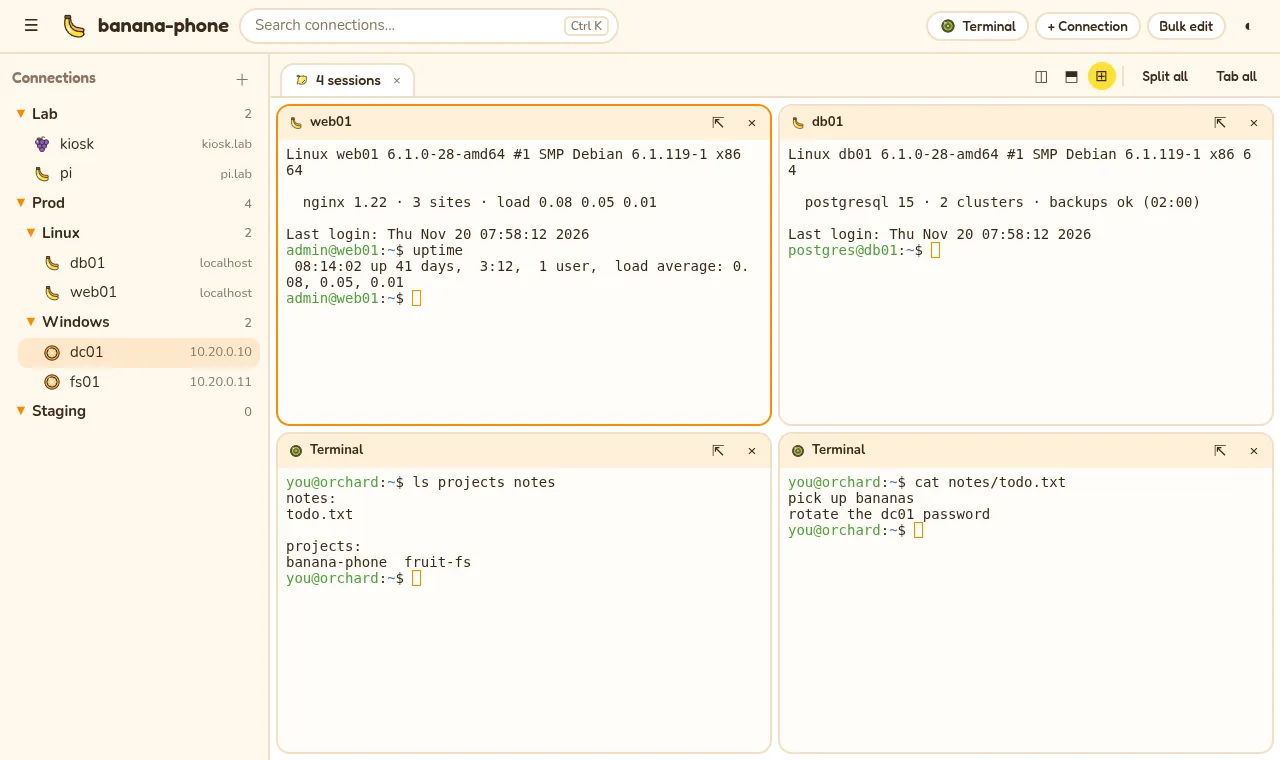 banana-phone
Search connections...
Ctrl K
Terminal
+ Connection
Bulk edit
Connections
Lab 2
kiosk kiosk.lab
pi pi.lab
Prod 4
Linux 2
db01 localhost
web01 localhost
Windows 2
dc01 10.20.0.10
fs01 10.20.0.11
Staging 0
4 sessions ×
Split all
Tab all
web01
Linux web01 6.1.0-28-amd64 #1 SMP Debian 6.1.119-1 x86
64
nginx 1.22 · 3 sites · load 0.08 0.05 0.01
Last login: Thu Nov 20 07:58:12 2026
admin@web01:~$ uptime
08:14:02 up 41 days, 3:12, 1 user, load average: 0.
08, 0.05, 0.01
admin@web01:~$
db01
Linux db01 6.1.0-28-amd64 #1 SMP Debian 6.1.119-1 x86 6
4
postgresql 15 · 2 clusters · backups ok (02:00)
Last login: Thu Nov 20 07:58:12 2026
postgres@db01:~$
Terminal
you@orchard:~$ ls projects notes
notes:
todo.txt
projects:
banana-phone fruit-fs
you@orchard:~$
Terminal
you@orchard:~$ cat notes/todo.txt
pick up bananas
rotate the dc01 password
you@orchard:~$